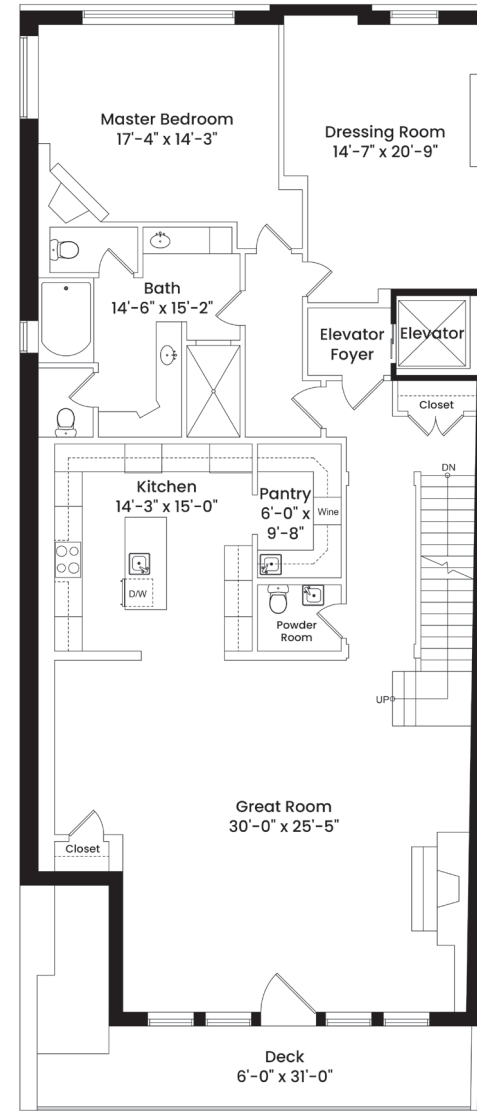 Master Bedroom
17'-4" x 14'-3"
Dressing Room
14'-7" x 20'-9"
Bath
14'-6" x 15'-2"
Elevator
Foyer
Elevator
Closet
DN
Kitchen
14'-3" x 15'-0"
Pantry
6'-0" x
9'-8"
Wine
D/W
Powder
Room
UP
Great Room
30'-0" x 25'-5"
Closet
Deck
6'-0" x 31'-0"